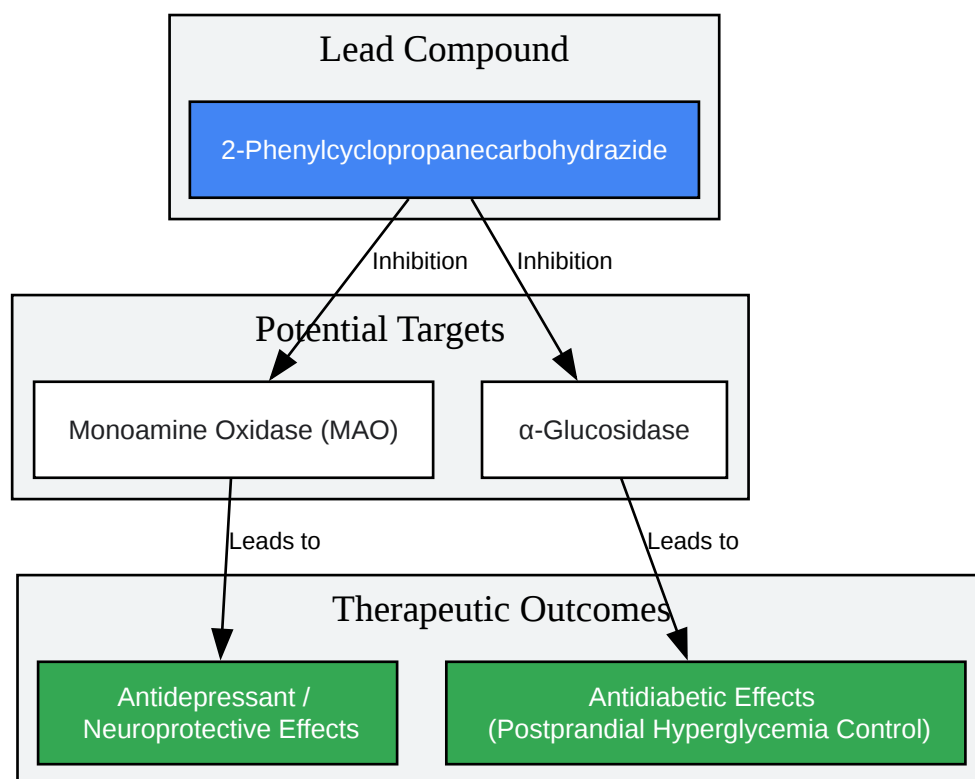 Lead Compound
2-Phenylcyclopropanecarbohydrazide
Inhibition
Inhibition
Potential Targets
Monoamine Oxidase (MAO)
α-Glucosidase
Leads to
Leads to
Therapeutic Outcomes
Antidepressant /
Neuroprotective Effects
Antidiabetic Effects
(Postprandial Hyperglycemia Control)